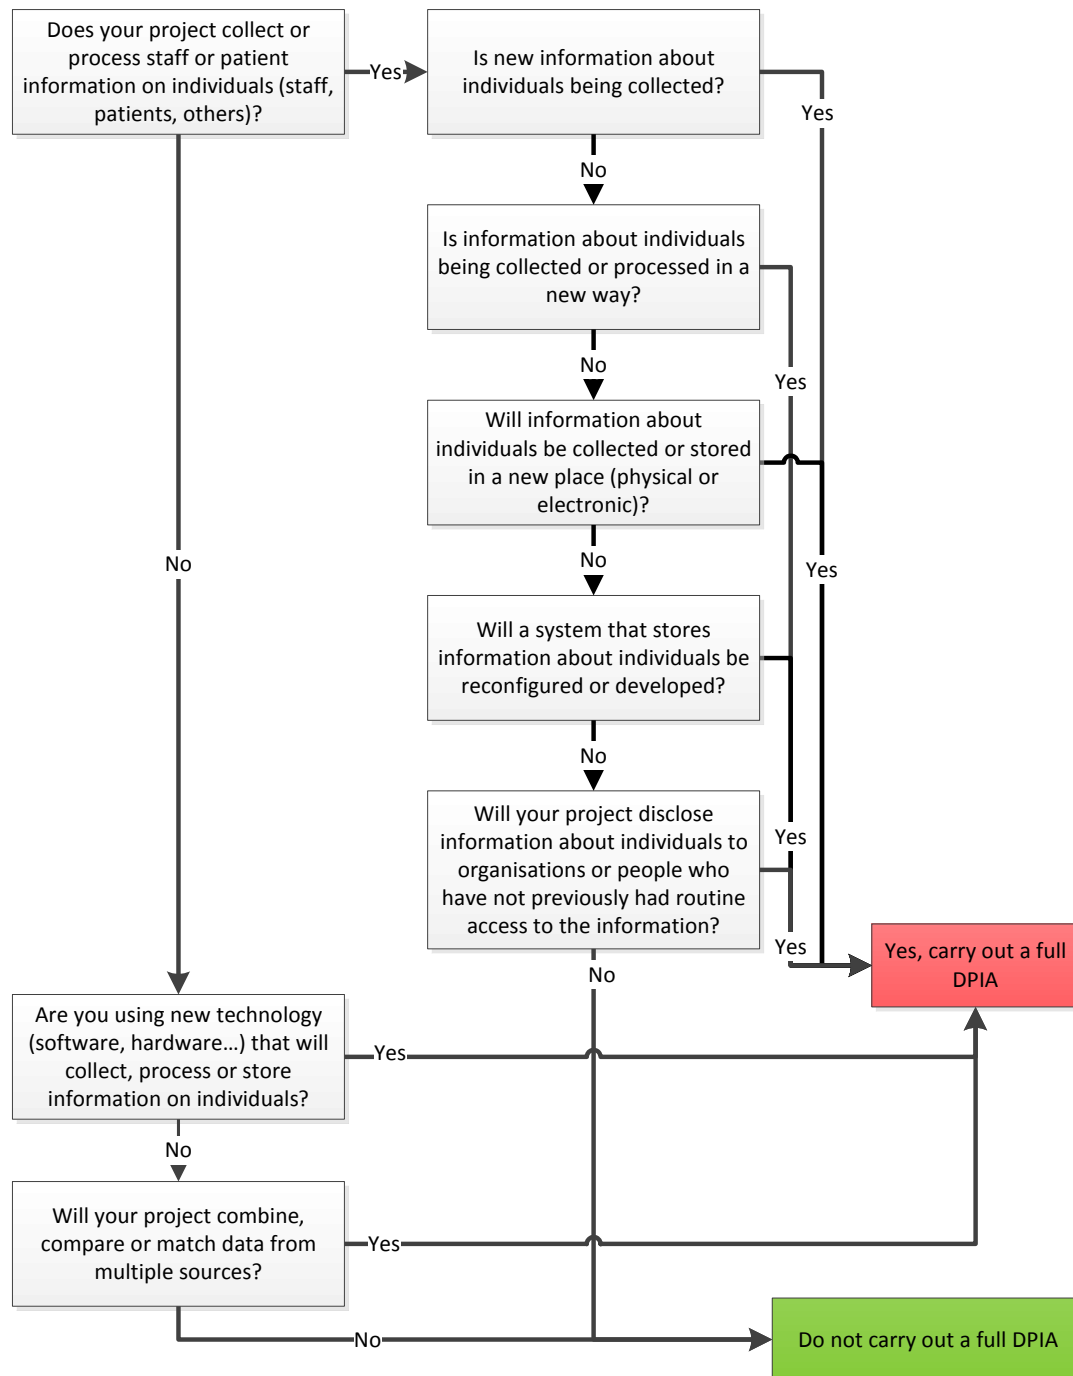 Does your project collect or
process staff or patient
information on individuals (staff,
patients, others)?
Yes
Is new information about
individuals being collected?
Yes
No
Is information about individuals
being collected or processed in a
new way?
Yes
No
Will information about
individuals be collected or stored
in a new place (physical or
electronic)?
Yes
No
No
Will a system that stores
information about individuals be
reconfigured or developed?
Yes
No
Will your project disclose
information about individuals to
organisations or people who
have not previously had routine
access to the information?
Yes
No
Yes, carry out a full
DPIA
Are you using new technology
(software, hardware...) that will
collect, process or store
information on individuals?
Yes
No
Will your project combine,
compare or match data from
multiple sources?
Yes
No
Do not carry out a full DPIA